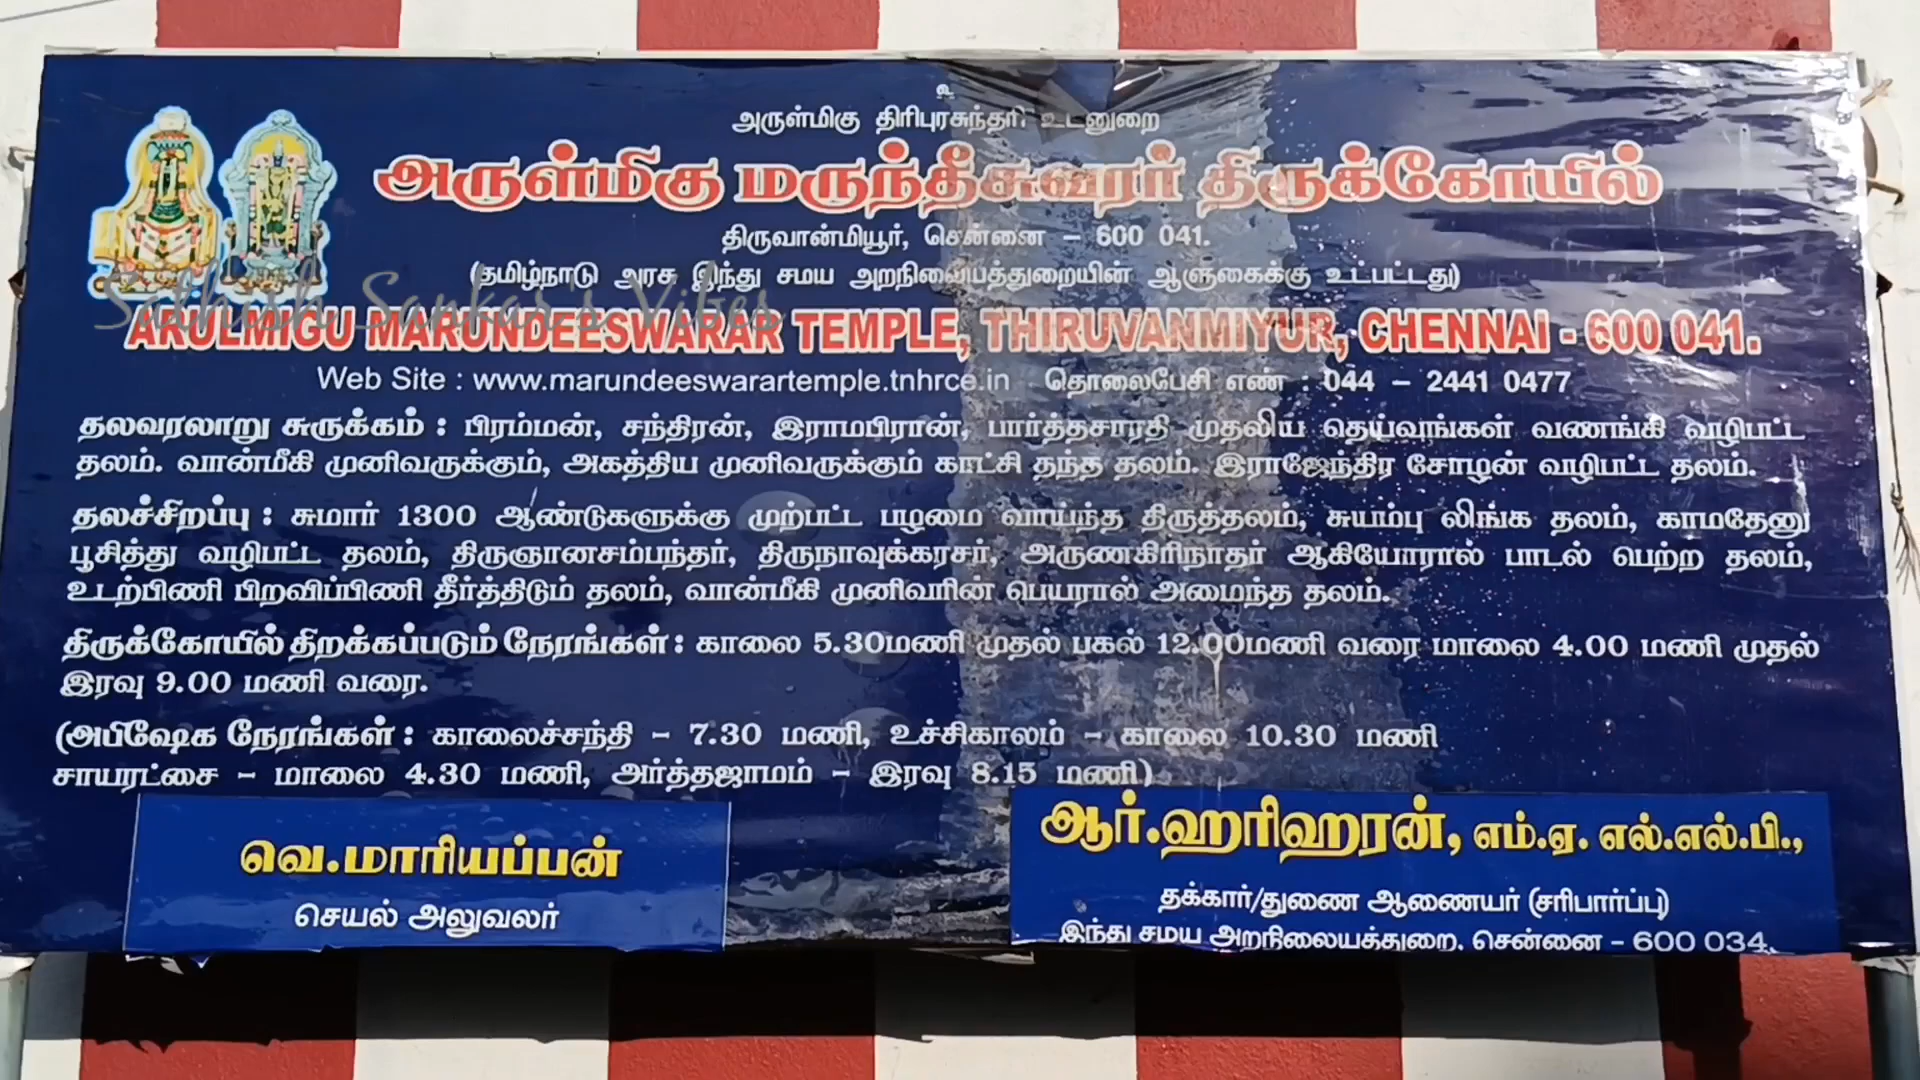 உ
அருள்மிகு திரிபுரசுந்தரி உடனுறை
அருள்மிகு மருந்தீசுவரர் திருக்கோயில்
திருவான்மியூர், சென்னை – 600 041.
(தமிழ்நாடு அரசு இந்து சமய அறநிலையத்துறையின் ஆளுகைக்கு உட்பட்டது)
Sathish Sankar's Vibes
ARULMIGU MARUNDEESWARAR TEMPLE, THIRUVANMIYUR, CHENNAI - 600 041.
Web Site : www.marundeeswarartemple.tnhrce.in தொலைபேசி எண் : 044 – 2441 0477
தலவரலாறு சுருக்கம் : பிரம்மன், சந்திரன், இராமபிரான், பார்த்தசாரதி முதலிய தெய்வங்கள் வணங்கி வழிபட்ட
தலம். வான்மீகி முனிவருக்கும், அகத்திய முனிவருக்கும் காட்சி தந்த தலம். இராஜேந்திர சோழன் வழிபட்ட தலம்.
தலச்சிறப்பு : சுமார் 1300 ஆண்டுகளுக்கு முற்பட்ட பழமை வாய்ந்த திருத்தலம், சுயம்பு லிங்க தலம், காமதேனு
பூசித்து வழிபட்ட தலம், திருஞானசம்பந்தர், திருநாவுக்கரசர், அருணகிரிநாதர் ஆகியோரால் பாடல் பெற்ற தலம்,
உடற்பிணி பிறவிப்பிணி தீர்த்திடும் தலம், வான்மீகி முனிவரின் பெயரால் அமைந்த தலம்.
திருக்கோயில் திறக்கப்படும் நேரங்கள் : காலை 5.30மணி முதல் பகல் 12.00மணி வரை மாலை 4.00 மணி முதல்
இரவு 9.00 மணி வரை.
(அபிஷேக நேரங்கள் : காலைச்சந்தி – 7.30 மணி, உச்சிகாலம் – காலை 10.30 மணி
சாயரட்சை – மாலை 4.30 மணி, அர்த்தஜாமம் – இரவு 8.15 மணி)
வெ.மாரியப்பன்
செயல் அலுவலர்
ஆர்.ஹரிஹரன், எம்.ஏ. எல்.எல்.பி.,
தக்கார்/துணை ஆணையர் (சரிபார்ப்பு)
இந்து சமய அறநிலையத்துறை, சென்னை – 600 034.